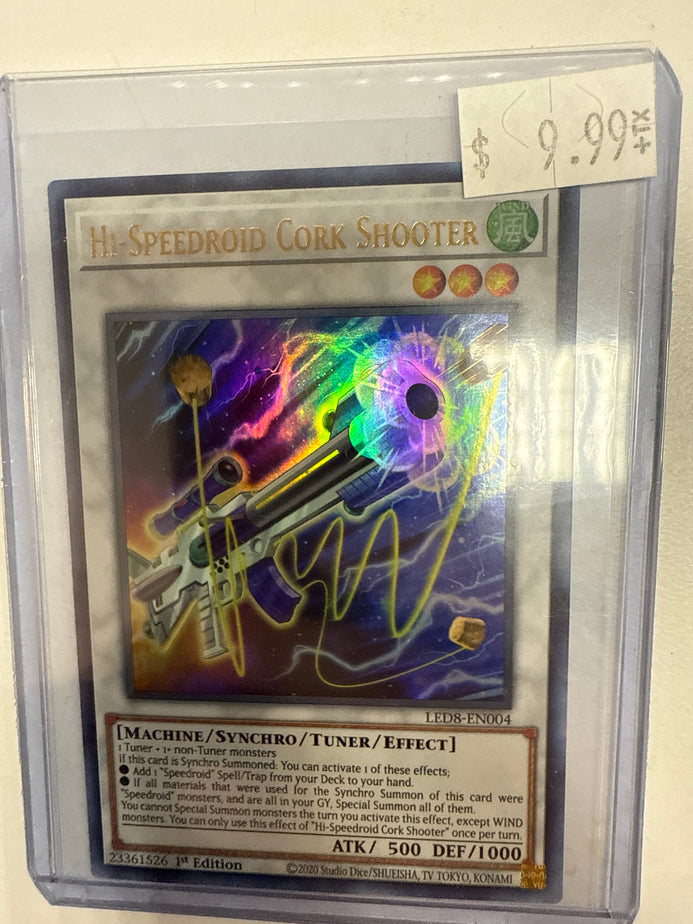 $ 9.99+TX
HI-SPEEDROID CORK SHOOTER
WIND
風
LED8-EN004
[MACHINE/SYNCHRO/TUNER/EFFECT]
1 Tuner + 1+ non-Tuner monsters
If this card is Synchro Summoned: You can activate 1 of these effects;
● Add 1 "Speedroid" Spell/Trap from your Deck to your hand.
● If all materials that were used for the Synchro Summon of this card were
"Speedroid" monsters, and are all in your GY, Special Summon all of them.
You cannot Special Summon monsters the turn you activate this effect, except WIND
monsters. You can only use this effect of "Hi-Speedroid Cork Shooter" once per turn.
ATK/ 500 DEF/1000
23361526 1st Edition
©2020 Studio Dice/SHUEISHA, TV TOKYO, KONAMI